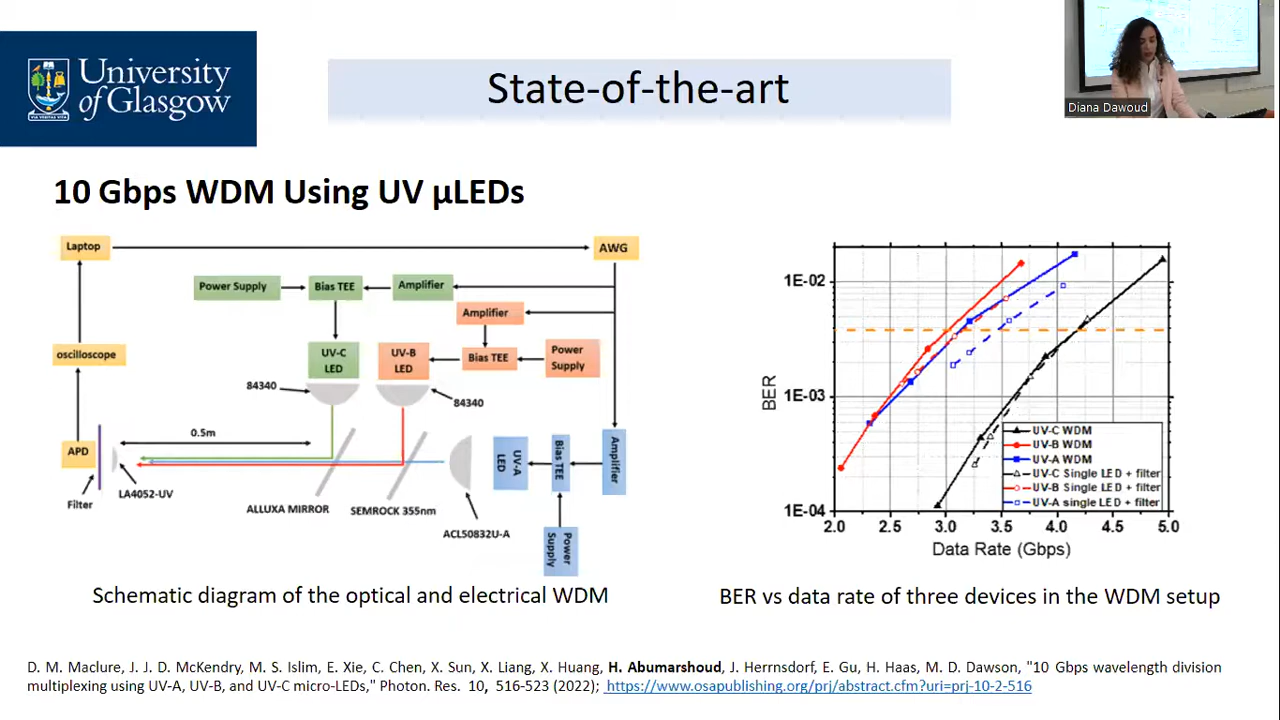 University
of Glasgow
State-of-the-art
Diana Dawoud
10 Gbps WDM Using UV µLEDs
Laptop
AWG
Power Supply
Bias TEE
Amplifier
Amplifier
oscilloscope
UV-C
LED
UV-B
LED
Bias TEE
Power
Supply
84340
84340
0.5m
APD
UV-A
LED
Bias TEE
Amplifier
Filter
LA4052-UV
ALLUXA MIRROR
SEMROCK 355nm
ACL50832U-A
Power
Supply
Schematic diagram of the optical and electrical WDM
BER
1E-02
1E-03
1E-04
UV-C WDM
UV-B WDM
UV-A WDM
UV-C Single LED + filter
UV-B Single LED + filter
UV-A single LED + filter
2.0 2.5 3.0 3.5 4.0 4.5 5.0
Data Rate (Gbps)
BER vs data rate of three devices in the WDM setup
D. M. Maclure, J. J. D. McKendry, M. S. Islim, E. Xie, C. Chen, X. Sun, X. Liang, X. Huang, H. Abumarshoud, J. Herrnsdorf, E. Gu, H. Haas, M. D. Dawson, "10 Gbps wavelength division
multiplexing using UV-A, UV-B, and UV-C micro-LEDs," Photon. Res. 10, 516-523 (2022); https://www.osapublishing.org/prj/abstract.cfm?uri=prj-10-2-516